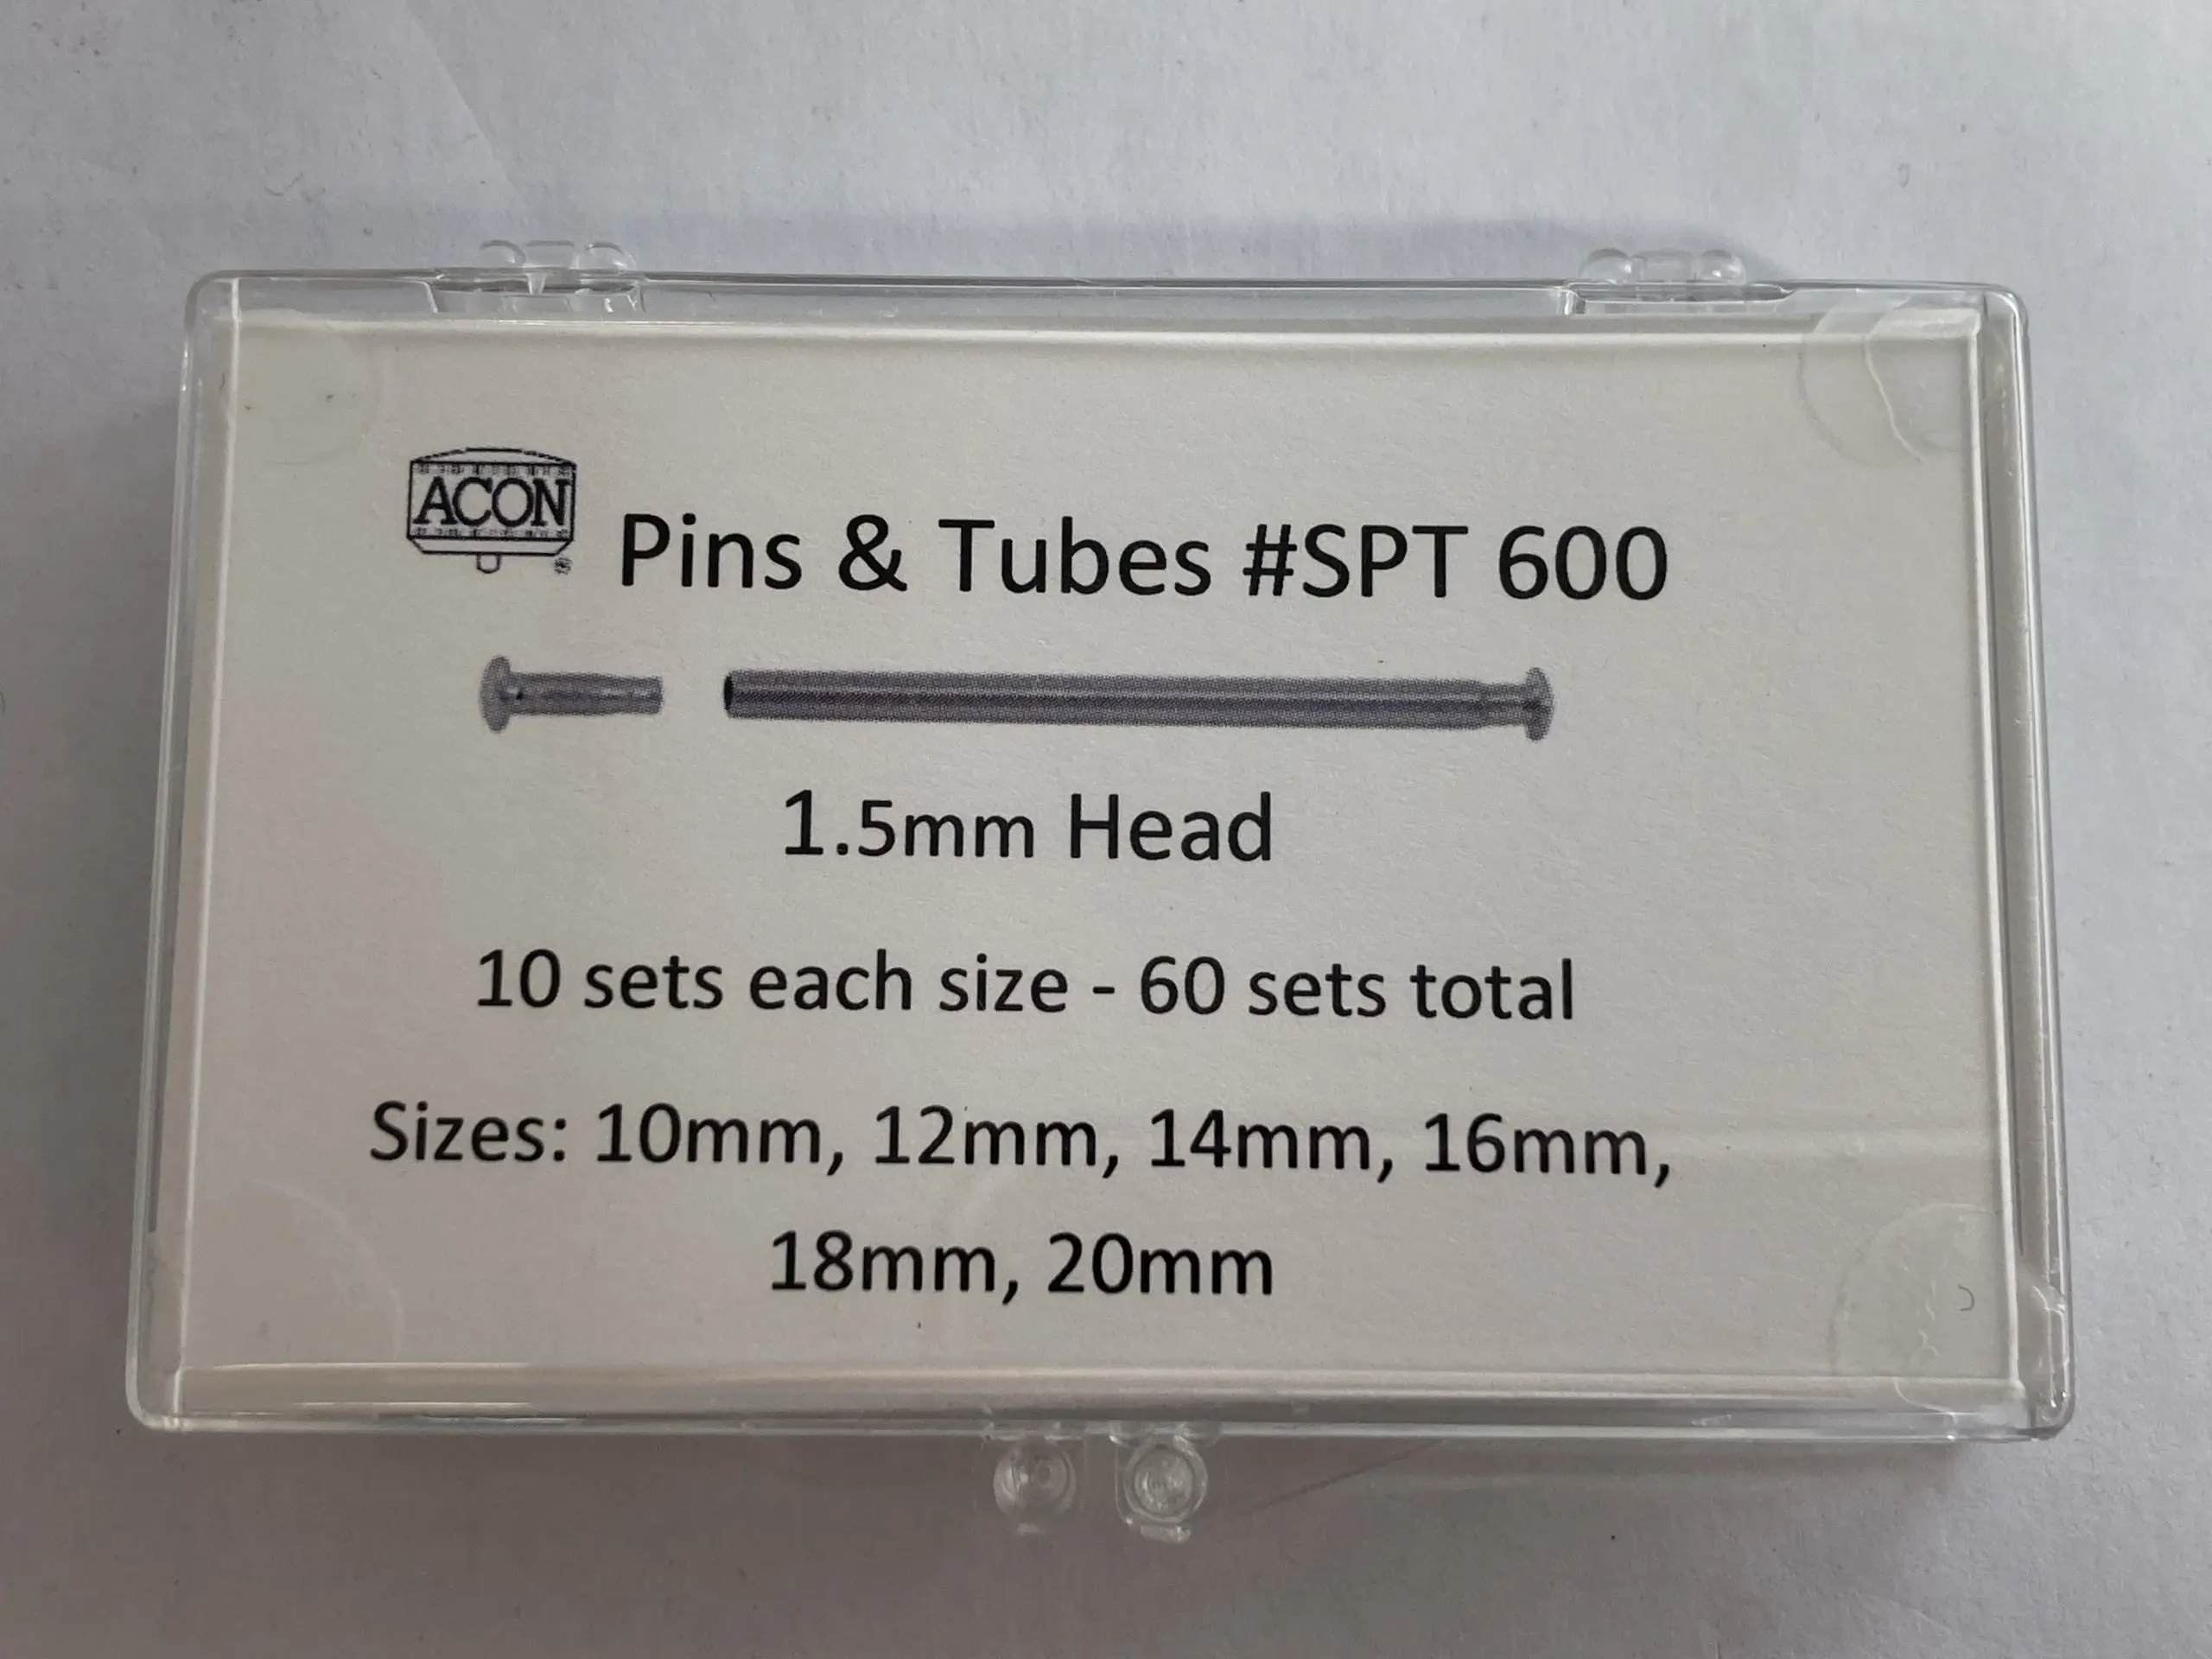 ACON
Pins & Tubes #SPT 600
1.5mm Head
10 sets each size - 60 sets total
Sizes: 10mm, 12mm, 14mm, 16mm,
18mm, 20mm